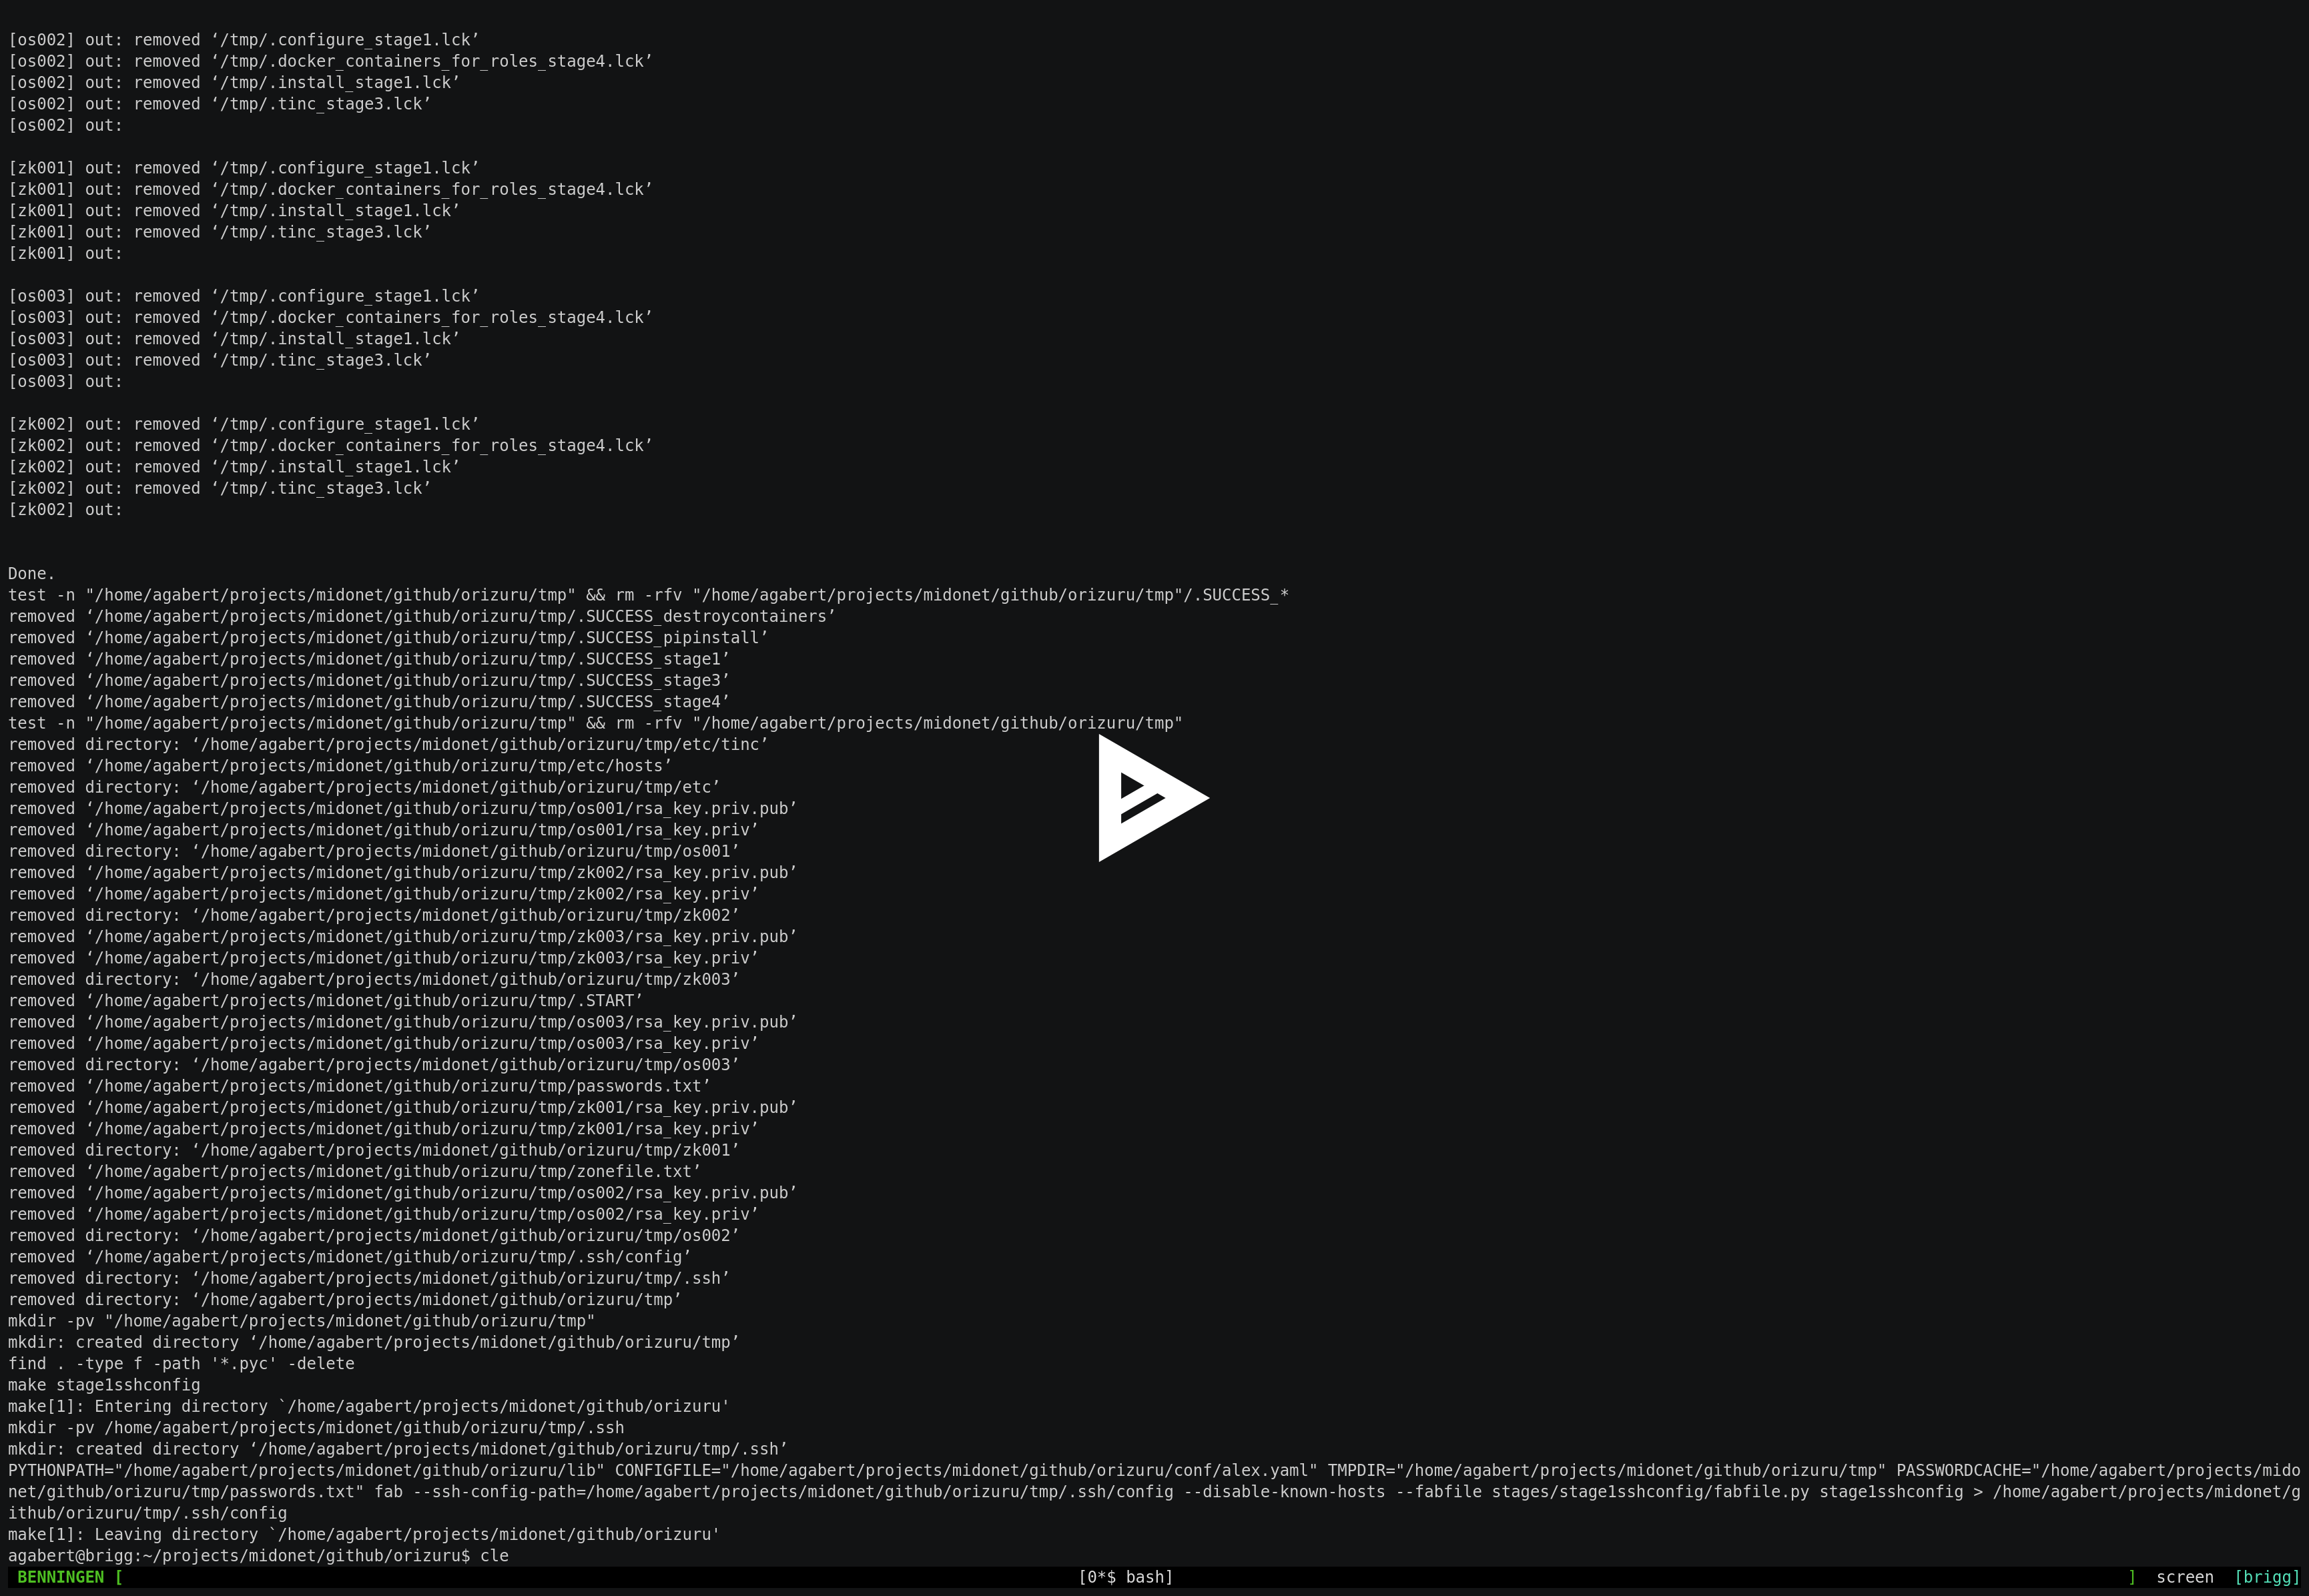 [os002] out: removed ‘/tmp/.configure_stage1.lck’
[os002] out: removed ‘/tmp/.docker_containers_for_roles_stage4.lck’
[os002] out: removed ‘/tmp/.install_stage1.lck’
[os002] out: removed ‘/tmp/.tinc_stage3.lck’
[os002] out:
[zk001] out: removed ‘/tmp/.configure_stage1.lck’
[zk001] out: removed ‘/tmp/.docker_containers_for_roles_stage4.lck’
[zk001] out: removed ‘/tmp/.install_stage1.lck’
[zk001] out: removed ‘/tmp/.tinc_stage3.lck’
[zk001] out:
[os003] out: removed ‘/tmp/.configure_stage1.lck’
[os003] out: removed ‘/tmp/.docker_containers_for_roles_stage4.lck’
[os003] out: removed ‘/tmp/.install_stage1.lck’
[os003] out: removed ‘/tmp/.tinc_stage3.lck’
[os003] out:
[zk002] out: removed ‘/tmp/.configure_stage1.lck’
[zk002] out: removed ‘/tmp/.docker_containers_for_roles_stage4.lck’
[zk002] out: removed ‘/tmp/.install_stage1.lck’
[zk002] out: removed ‘/tmp/.tinc_stage3.lck’
[zk002] out:
Done.
test -n "/home/agabert/projects/midonet/github/orizuru/tmp" && rm -rfv "/home/agabert/projects/midonet/github/orizuru/tmp"/.SUCCESS_*
removed ‘/home/agabert/projects/midonet/github/orizuru/tmp/.SUCCESS_destroycontainers’
removed ‘/home/agabert/projects/midonet/github/orizuru/tmp/.SUCCESS_pipinstall’
removed ‘/home/agabert/projects/midonet/github/orizuru/tmp/.SUCCESS_stage1’
removed ‘/home/agabert/projects/midonet/github/orizuru/tmp/.SUCCESS_stage3’
removed ‘/home/agabert/projects/midonet/github/orizuru/tmp/.SUCCESS_stage4’
test -n "/home/agabert/projects/midonet/github/orizuru/tmp" && rm -rfv "/home/agabert/projects/midonet/github/orizuru/tmp"
removed directory: ‘/home/agabert/projects/midonet/github/orizuru/tmp/etc/tinc’
removed ‘/home/agabert/projects/midonet/github/orizuru/tmp/etc/hosts’
removed directory: ‘/home/agabert/projects/midonet/github/orizuru/tmp/etc’
removed ‘/home/agabert/projects/midonet/github/orizuru/tmp/os001/rsa_key.priv.pub’
removed ‘/home/agabert/projects/midonet/github/orizuru/tmp/os001/rsa_key.priv’
removed directory: ‘/home/agabert/projects/midonet/github/orizuru/tmp/os001’
removed ‘/home/agabert/projects/midonet/github/orizuru/tmp/zk002/rsa_key.priv.pub’
removed ‘/home/agabert/projects/midonet/github/orizuru/tmp/zk002/rsa_key.priv’
removed directory: ‘/home/agabert/projects/midonet/github/orizuru/tmp/zk002’
removed ‘/home/agabert/projects/midonet/github/orizuru/tmp/zk003/rsa_key.priv.pub’
removed ‘/home/agabert/projects/midonet/github/orizuru/tmp/zk003/rsa_key.priv’
removed directory: ‘/home/agabert/projects/midonet/github/orizuru/tmp/zk003’
removed ‘/home/agabert/projects/midonet/github/orizuru/tmp/.START’
removed ‘/home/agabert/projects/midonet/github/orizuru/tmp/os003/rsa_key.priv.pub’
removed ‘/home/agabert/projects/midonet/github/orizuru/tmp/os003/rsa_key.priv’
removed directory: ‘/home/agabert/projects/midonet/github/orizuru/tmp/os003’
removed ‘/home/agabert/projects/midonet/github/orizuru/tmp/passwords.txt’
removed ‘/home/agabert/projects/midonet/github/orizuru/tmp/zk001/rsa_key.priv.pub’
removed ‘/home/agabert/projects/midonet/github/orizuru/tmp/zk001/rsa_key.priv’
removed directory: ‘/home/agabert/projects/midonet/github/orizuru/tmp/zk001’
removed ‘/home/agabert/projects/midonet/github/orizuru/tmp/zonefile.txt’
removed ‘/home/agabert/projects/midonet/github/orizuru/tmp/os002/rsa_key.priv.pub’
removed ‘/home/agabert/projects/midonet/github/orizuru/tmp/os002/rsa_key.priv’
removed directory: ‘/home/agabert/projects/midonet/github/orizuru/tmp/os002’
removed ‘/home/agabert/projects/midonet/github/orizuru/tmp/.ssh/config’
removed directory: ‘/home/agabert/projects/midonet/github/orizuru/tmp/.ssh’
removed directory: ‘/home/agabert/projects/midonet/github/orizuru/tmp’
mkdir -pv "/home/agabert/projects/midonet/github/orizuru/tmp"
mkdir: created directory ‘/home/agabert/projects/midonet/github/orizuru/tmp’
find . -type f -path '*.pyc' -delete
make stage1sshconfig
make[1]: Entering directory `/home/agabert/projects/midonet/github/orizuru'
mkdir -pv /home/agabert/projects/midonet/github/orizuru/tmp/.ssh
mkdir: created directory ‘/home/agabert/projects/midonet/github/orizuru/tmp/.ssh’
PYTHONPATH="/home/agabert/projects/midonet/github/orizuru/lib" CONFIGFILE="/home/agabert/projects/midonet/github/orizuru/conf/alex.yaml" TMPDIR="/home/agabert/projects/midonet/github/orizuru/tmp" PASSWORDCACHE="/home/agabert/projects/mido
net/github/orizuru/tmp/passwords.txt" fab --ssh-config-path=/home/agabert/projects/midonet/github/orizuru/tmp/.ssh/config --disable-known-hosts --fabfile stages/stage1sshconfig/fabfile.py stage1sshconfig > /home/agabert/projects/midonet/g
ithub/orizuru/tmp/.ssh/config
make[1]: Leaving directory `/home/agabert/projects/midonet/github/orizuru'
agabert@brigg:~/projects/midonet/github/orizuru$ cle
BENNINGEN [ [0*$ bash] ] screen [brigg]